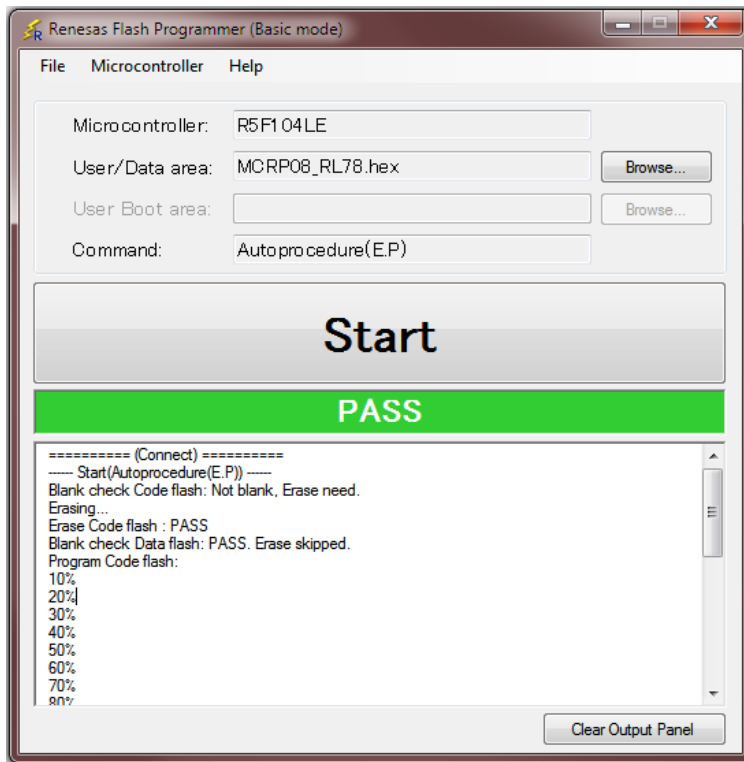 Renesas Flash Programmer (Basic mode)
File Microcontroller Help
Microcontroller: R5F104LE
User/Data area: MCRP08_RL78.hex Browse...
User Boot area: Browse...
Command: Autoprocedure(E.P)
Start
PASS
========== (Connect) ==========
------ Start(Autoprocedure(E.P)) ------
Blank check Code flash: Not blank, Erase need.
Erasing...
Erase Code flash : PASS
Blank check Data flash: PASS. Erase skipped.
Program Code flash:
10%
20%
30%
40%
50%
60%
70%
80%
Clear Output Panel